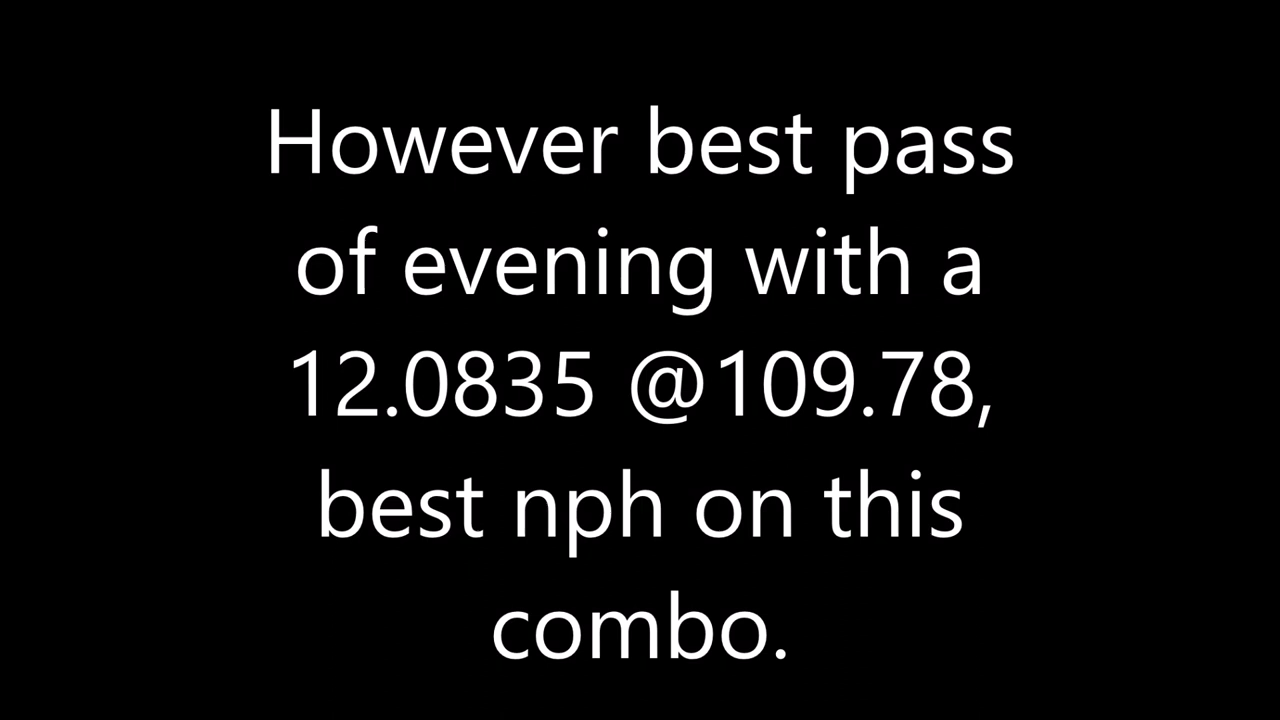 However best pass
of evening with a
12.0835 @109.78,
best nph on this
combo.